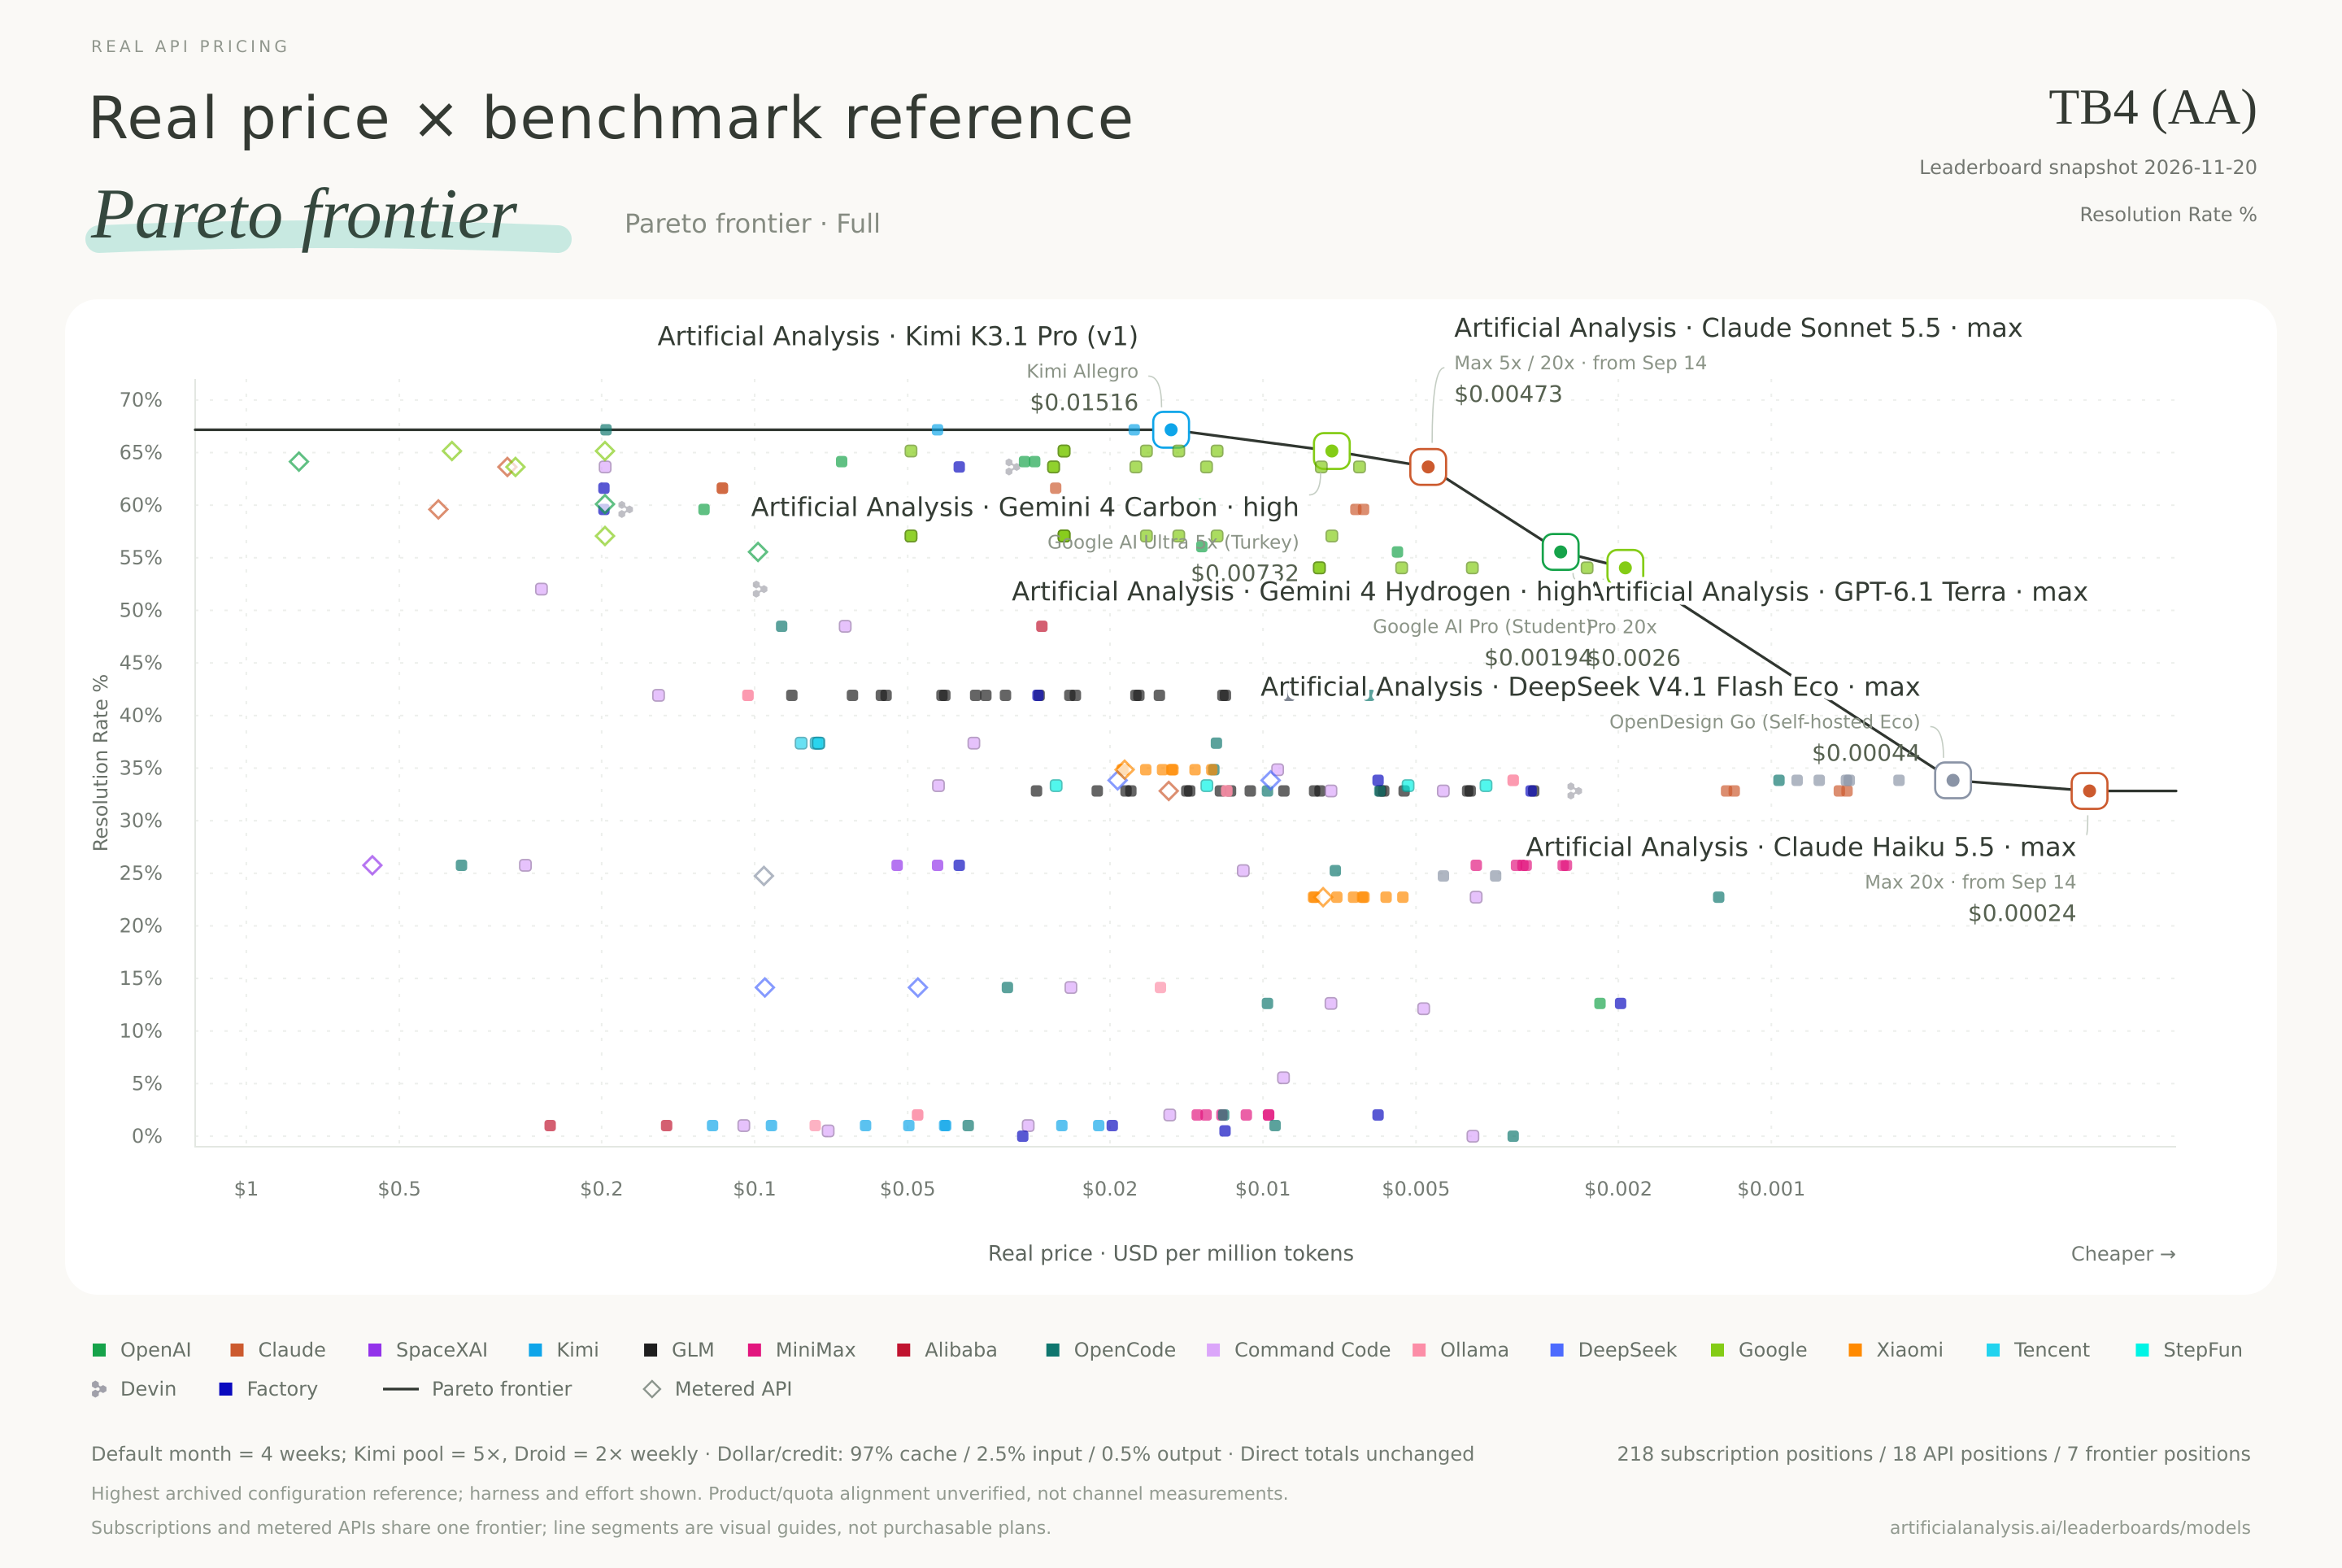 REAL API PRICING
Real price × benchmark reference
Pareto frontier
Pareto frontier · Full
TB4 (AA)
Leaderboard snapshot 2026-11-20
Resolution Rate %
Artificial Analysis · Kimi K3.1 Pro (v1)
Kimi Allegro
$0.01516
Artificial Analysis · Claude Sonnet 5.5 · max
Max 5x / 20x · from Sep 14
$0.00473
Artificial Analysis · Gemini 4 Carbon · high
Google AI Ultra 5x (Turkey)
$0.00732
Artificial Analysis · Gemini 4 Hydrogen · high
Google AI Pro (Student)
$0.00194
Artificial Analysis · GPT-6.1 Terra · max
Pro 20x
$0.0026
Artificial Analysis · DeepSeek V4.1 Flash Eco · max
OpenDesign Go (Self-hosted Eco)
$0.00044
Artificial Analysis · Claude Haiku 5.5 · max
Max 20x · from Sep 14
$0.00024
Resolution Rate %
70%
65%
60%
55%
50%
45%
40%
35%
30%
25%
20%
15%
10%
5%
0%
$1
$0.5
$0.2
$0.1
$0.05
$0.02
$0.01
$0.005
$0.002
$0.001
Real price · USD per million tokens
Cheaper →
OpenAI
Claude
SpaceXAI
Kimi
GLM
MiniMax
Alibaba
OpenCode
Command Code
Ollama
DeepSeek
Google
Xiaomi
Tencent
StepFun
Devin
Factory
Pareto frontier
Metered API
Default month = 4 weeks; Kimi pool = 5×, Droid = 2× weekly · Dollar/credit: 97% cache / 2.5% input / 0.5% output · Direct totals unchanged
218 subscription positions / 18 API positions / 7 frontier positions
Highest archived configuration reference; harness and effort shown. Product/quota alignment unverified, not channel measurements.
Subscriptions and metered APIs share one frontier; line segments are visual guides, not purchasable plans.
artificialanalysis.ai/leaderboards/models